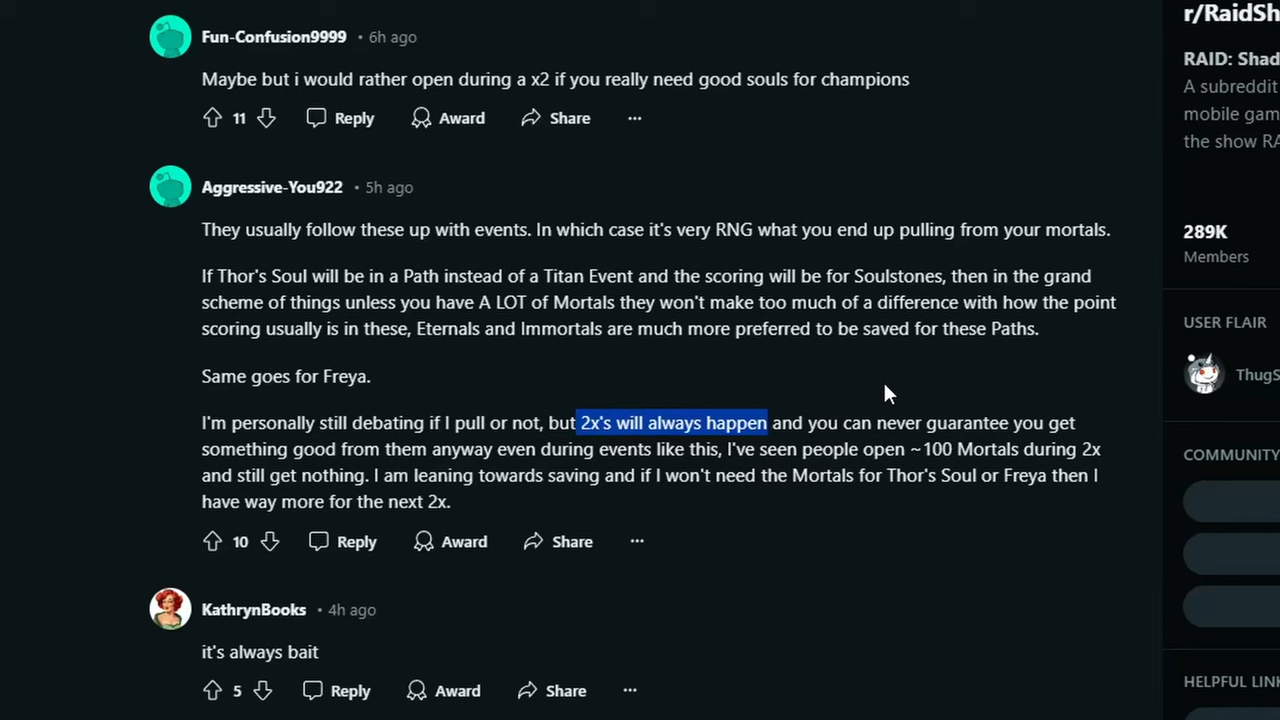 Fun-Confusion9999 • 6h ago
Maybe but i would rather open during a x2 if you really need good souls for champions
11 Reply Award Share ...
Aggressive-You922 • 5h ago
They usually follow these up with events. In which case it's very RNG what you end up pulling from your mortals.
If Thor's Soul will be in a Path instead of a Titan Event and the scoring will be for Soulstones, then in the grand
scheme of things unless you have A LOT of Mortals they won't make too much of a difference with how the point
scoring usually is in these, Eternals and Immortals are much more preferred to be saved for these Paths.
Same goes for Freya.
I'm personally still debating if I pull or not, but 2x's will always happen and you can never guarantee you get
something good from them anyway even during events like this, I've seen people open ~100 Mortals during 2x
and still get nothing. I am leaning towards saving and if I won't need the Mortals for Thor's Soul or Freya then I
have way more for the next 2x.
10 Reply Award Share ...
KathrynBooks • 4h ago
it's always bait
5 Reply Award Share ...
r/RaidSh
RAID: Shad
A subreddit
mobile gam
the show RA
289K
Members
USER FLAIR
ThugS
COMMUNITY
HELPFUL LINK